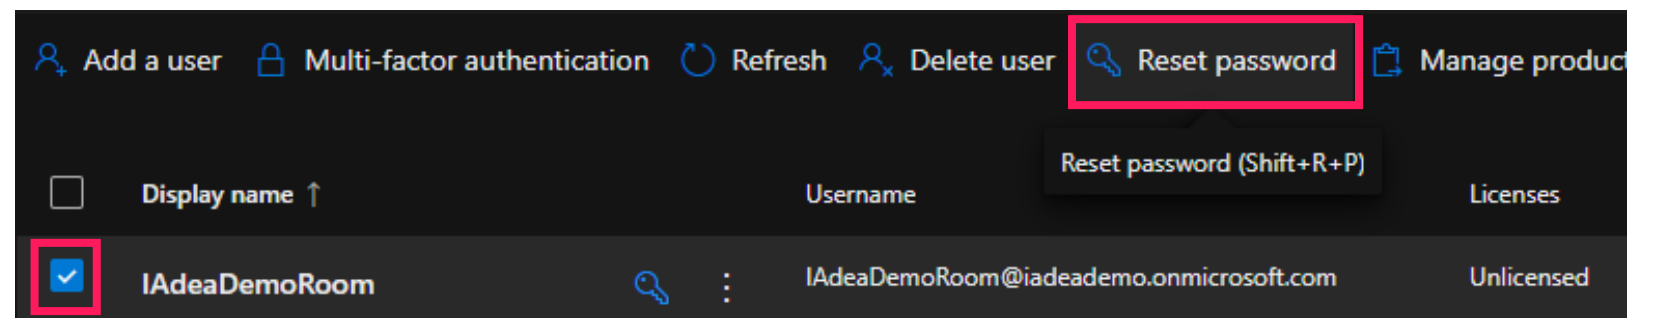 Add a user Multi-factor authentication Refresh Delete user Reset password Manage product
Reset password (Shift+R+P)
Display name ↑ Username Licenses
IAdeaDemoRoom IAdeaDemoRoom@iadeademo.onmicrosoft.com Unlicensed